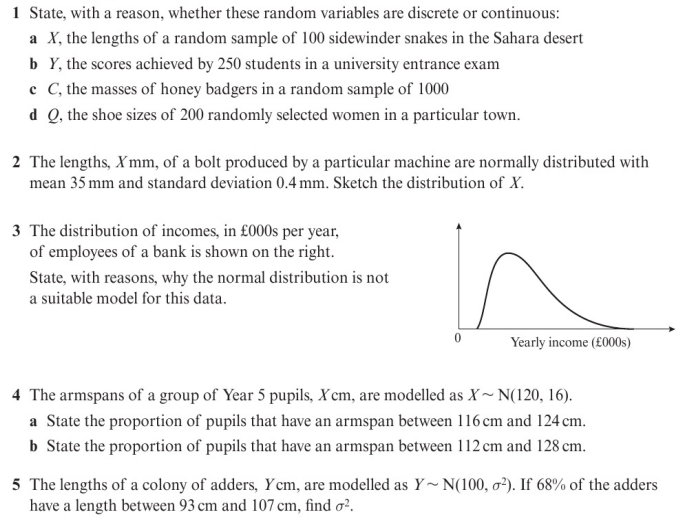 1 State, with a reason, whether these random variables are discrete or continuous:
a X, the lengths of a random sample of 100 sidewinder snakes in the Sahara desert
b Y, the scores achieved by 250 students in a university entrance exam
c C, the masses of honey badgers in a random sample of 1000
d Q, the shoe sizes of 200 randomly selected women in a particular town.
2 The lengths, X mm, of a bolt produced by a particular machine are normally distributed with
mean 35 mm and standard deviation 0.4 mm. Sketch the distribution of X.
3 The distribution of incomes, in £000s per year,
of employees of a bank is shown on the right.
State, with reasons, why the normal distribution is not
a suitable model for this data.
0
Yearly income (£000s)
4 The armspans of a group of Year 5 pupils, X cm, are modelled as X ~ N(120, 16).
a State the proportion of pupils that have an armspan between 116 cm and 124 cm.
b State the proportion of pupils that have an armspan between 112 cm and 128 cm.
5 The lengths of a colony of adders, Y cm, are modelled as Y ~ N(100, σ²). If 68% of the adders
have a length between 93 cm and 107 cm, find σ².